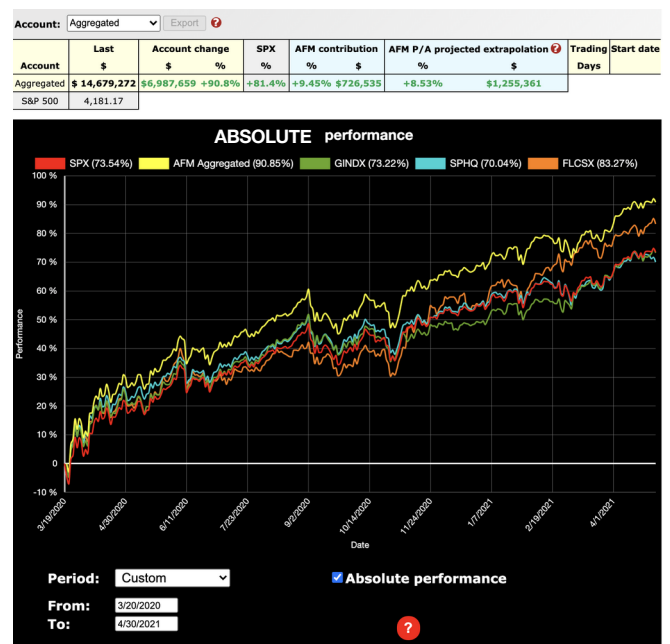 Account: Aggregated Export ?
Last Account change SPX AFM contribution AFM P/A projected extrapolation ? Trading Start date
Account $ $ % % % $ % $ Days
Aggregated $ 14,679,272 $6,987,659 +90.8% +81.4% +9.45% $726,535 +8.53% $1,255,361
S&P 500 4,181.17
ABSOLUTE performance
SPX (73.54%) AFM Aggregated (90.85%) GINDX (73.22%) SPHQ (70.04%) FLCSX (83.27%)
100 %
90 %
80 %
70 %
60 %
50 %
40 %
30 %
20 %
10 %
0
-10 %
Performance
3/19/2020 4/30/2020 6/11/2020 7/23/2020 9/2/2020 10/14/2020 11/24/2020 1/7/2021 2/19/2021 4/1/2021
Date
Period: Custom Absolute performance
From: 3/20/2020
To: 4/30/2021
?